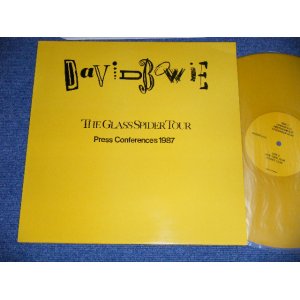 DaViD BoWiE
THE GLASS SPIDER TOUR
Press Conferences 1987